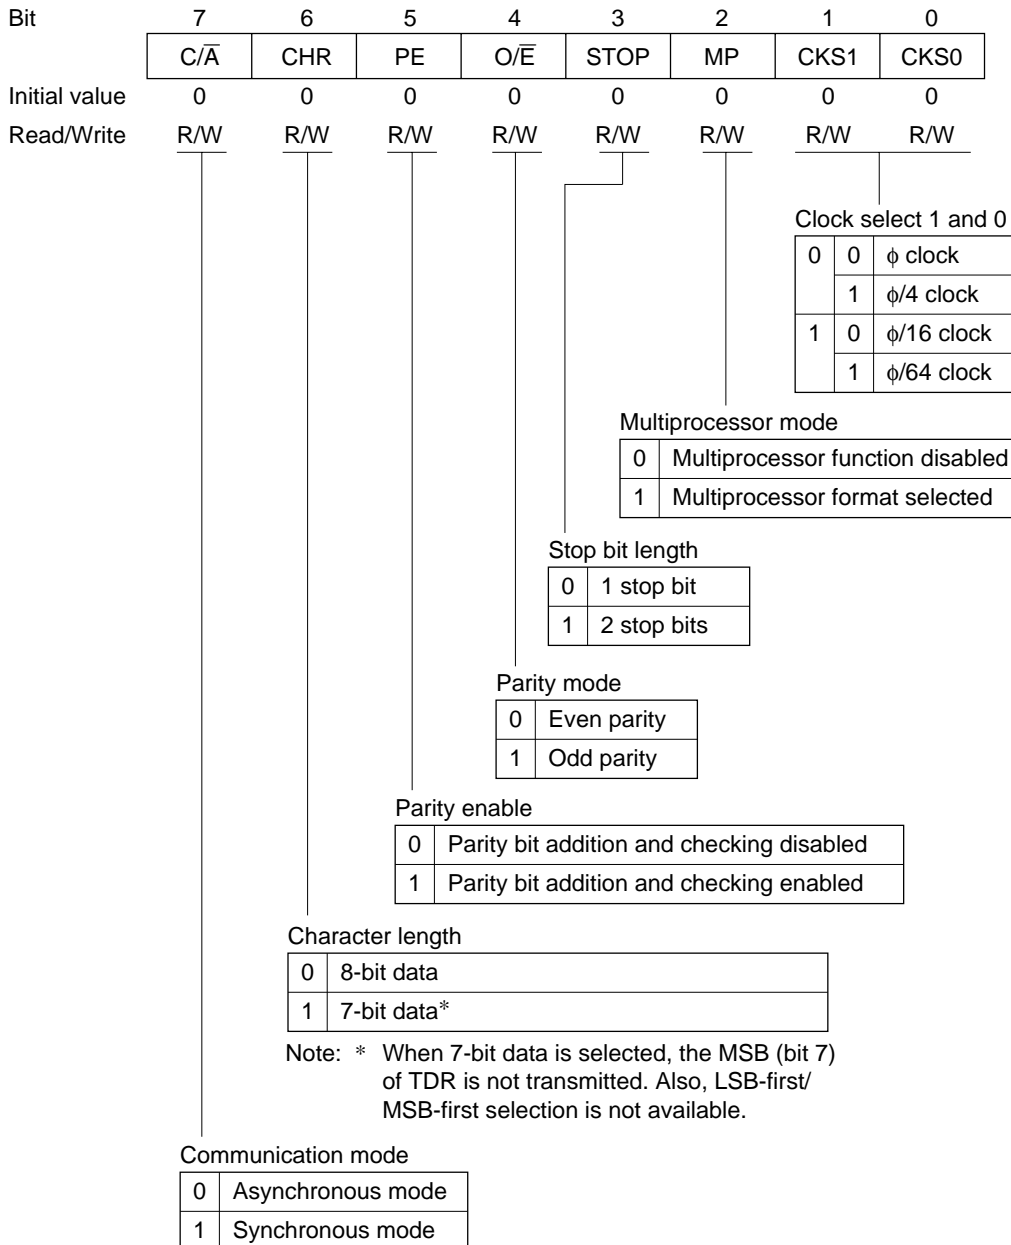 Bit 7 6 5 4 3 2 1 0
C/A̅ CHR PE O/E̅ STOP MP CKS1 CKS0
Initial value 0 0 0 0 0 0 0 0
Read/Write R/W R/W R/W R/W R/W R/W R/W R/W
Clock select 1 and 0
0 0 ϕ clock
1 ϕ/4 clock
1 0 ϕ/16 clock
1 ϕ/64 clock
Multiprocessor mode
0 Multiprocessor function disabled
1 Multiprocessor format selected
Stop bit length
0 1 stop bit
1 2 stop bits
Parity mode
0 Even parity
1 Odd parity
Parity enable
0 Parity bit addition and checking disabled
1 Parity bit addition and checking enabled
Character length
0 8-bit data
1 7-bit data*
Note: * When 7-bit data is selected, the MSB (bit 7)
of TDR is not transmitted. Also, LSB-first/
MSB-first selection is not available.
Communication mode
0 Asynchronous mode
1 Synchronous mode